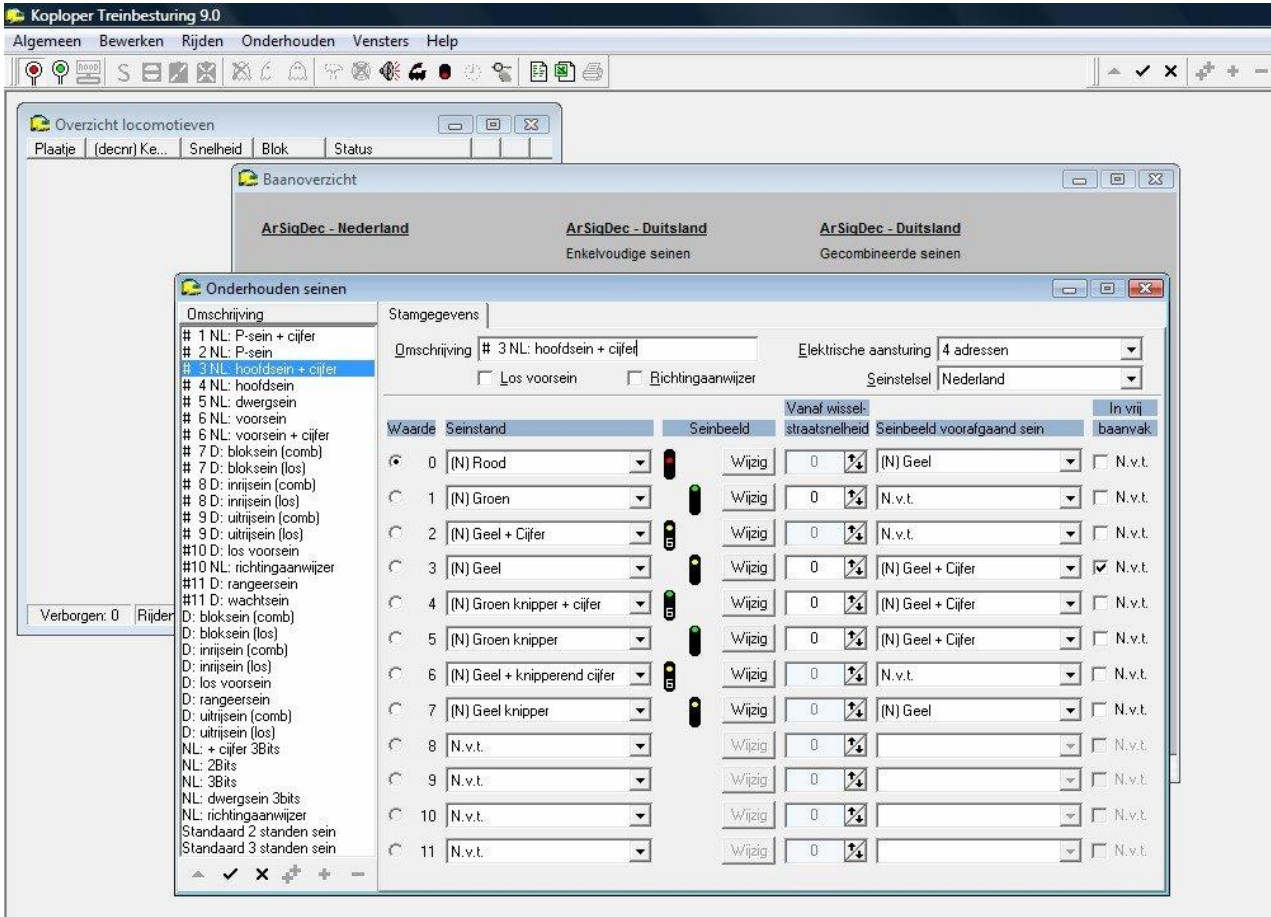 Koploper Treinbesturing 9.0
Algemeen Bewerken Rijden Onderhouden Vensters Help
Overzicht locomotieven
Plaatje (decnr) Ke... Snelheid Blok Status
Baanoverzicht
ArSigDec - Nederland ArSigDec - Duitsland ArSigDec - Duitsland
Enkelvoudige seinen Gecombineerde seinen
Verborgen: 0 Rijden
Onderhouden seinen
Omschrijving
# 1 NL: P-sein + cijfer
# 2 NL: P-sein
# 3 NL: hoofdsein + cijfer
# 4 NL: hoofdsein
# 5 NL: dwergsein
# 6 NL: voorsein
# 6 NL: voorsein + cijfer
# 7 D: bloksein (comb)
# 7 D: bloksein (los)
# 8 D: inrijsein (comb)
# 8 D: inrijsein (los)
# 9 D: uitrijsein (comb)
# 9 D: uitrijsein (los)
#10 D: los voorsein
#10 NL: richtingaanwijzer
#11 D: rangeersein
#11 D: wachtsein
D: bloksein (comb)
D: bloksein (los)
D: inrijsein (comb)
D: inrijsein (los)
D: los voorsein
D: rangeersein
D: uitrijsein (comb)
D: uitrijsein (los)
NL: + cijfer 3Bits
NL: 2Bits
NL: 3Bits
NL: dwergsein 3bits
NL: richtingaanwijzer
Standaard 2 standen sein
Standaard 3 standen sein
Stamgegevens
Omschrijving # 3 NL: hoofdsein + cijfer Elektrische aansturing 4 adressen
Los voorsein Richtingaanwijzer Seinstelsel Nederland
Vanaf wissel- In vrij
Waarde Seinstand Seinbeeld straatsnelheid Seinbeeld voorafgaand sein baanvak
0 (N) Rood Wijzig 0 (N) Geel N.v.t.
1 (N) Groen Wijzig 0 N.v.t. N.v.t.
2 (N) Geel + Cijfer 6 Wijzig 0 N.v.t. N.v.t.
3 (N) Geel Wijzig 0 (N) Geel + Cijfer N.v.t.
4 (N) Groen knipper + cijfer 6 Wijzig 0 (N) Geel + Cijfer N.v.t.
5 (N) Groen knipper Wijzig 0 (N) Geel + Cijfer N.v.t.
6 (N) Geel + knipperend cijfer 6 Wijzig 0 N.v.t. N.v.t.
7 (N) Geel knipper Wijzig 0 (N) Geel N.v.t.
8 N.v.t. Wijzig 0 N.v.t.
9 N.v.t. Wijzig 0 N.v.t.
10 N.v.t. Wijzig 0 N.v.t.
11 N.v.t. Wijzig 0 N.v.t.